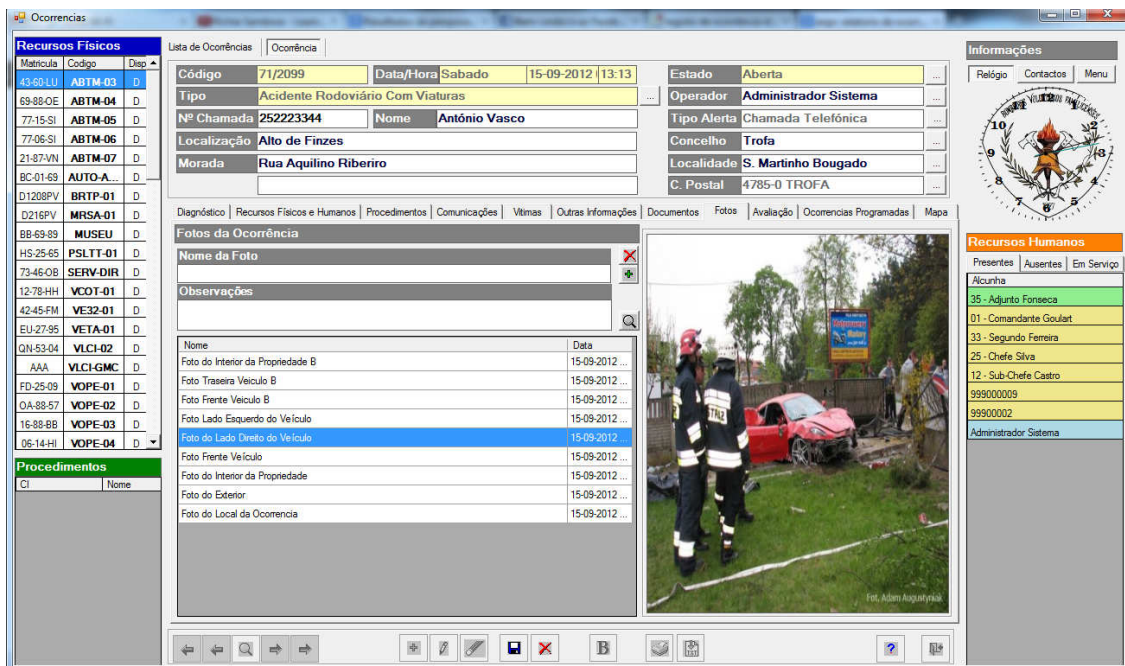 Ocorrencias
Recursos Físicos
Matricula Codigo Disp
43-60-LU ABTM-03 D
69-88-OE ABTM-04 D
77-15-SI ABTM-05 D
77-06-SI ABTM-06 D
21-87-VN ABTM-07 D
BC-01-69 AUTO-A... D
D1208PV BRTP-01 D
D216PV MRSA-01 D
BB-69-89 MUSEU D
HS-25-65 PSLTT-01 D
73-46-OB SERV-DIR D
12-78-HH VCOT-01 D
42-45-FM VE32-01 D
EU-27-95 VETA-01 D
QN-53-04 VLCI-02 D
AAA VLCI-GMC D
FD-25-09 VOPE-01 D
OA-88-57 VOPE-02 D
16-88-BB VOPE-03 D
06-14-HI VOPE-04 D
Procedimentos
CI Nome
Lista de Ocorrências Ocorrência
Código 71/2099 Data/Hora Sabado 15-09-2012 13:13 Estado Aberta ...
Tipo Acidente Rodoviário Com Viaturas ... Operador Administrador Sistema ...
Nº Chamada 252223344 Nome António Vasco Tipo Alerta Chamada Telefónica ...
Localização Alto de Finzes Concelho Trofa ...
Morada Rua Aquilino Riberiro Localidade S. Martinho Bougado ...
C. Postal 4785-0 TROFA ...
Diagnóstico Recursos Físicos e Humanos Procedimentos Comunicações Vitimas Outras Informações Documentos Fotos Avaliação Ocorrencias Programadas Mapa
Fotos da Ocorrência
Nome da Foto
Observações
Nome Data
Foto do Interior da Propriedade B 15-09-2012 ...
Foto Traseira Veiculo B 15-09-2012 ...
Foto Frente Veiculo B 15-09-2012 ...
Foto Lado Esquerdo do Veículo 15-09-2012 ...
Foto do Lado Direito do Veículo 15-09-2012 ...
Foto Frente Veículo 15-09-2012 ...
Foto do Interior da Propriedade 15-09-2012 ...
Foto do Exterior 15-09-2012 ...
Foto do Local da Ocorrencia 15-09-2012 ...
Fot. Adam Augustyniak
B
TXT
?
Informações
Relógio Contactos Menu
12
10 2
9 3
8 4
7 6 5
Recursos Humanos
Presentes Ausentes Em Serviço
Alcunha
35 - Adjunto Fonseca
01 - Comandante Goulart
33 - Segundo Ferreira
25 - Chefe Silva
12 - Sub-Chefe Castro
999000009
99900002
Administrador Sistema